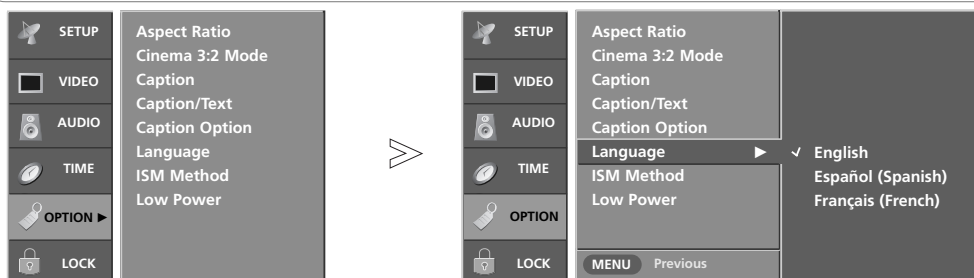 SETUP
VIDEO
AUDIO
TIME
OPTION ►
LOCK
Aspect Ratio
Cinema 3:2 Mode
Caption
Caption/Text
Caption Option
Language
ISM Method
Low Power
SETUP
VIDEO
AUDIO
TIME
OPTION
LOCK
Aspect Ratio
Cinema 3:2 Mode
Caption
Caption/Text
Caption Option
Language ►
ISM Method
Low Power
MENU Previous
✓ English
Español (Spanish)
Français (French)